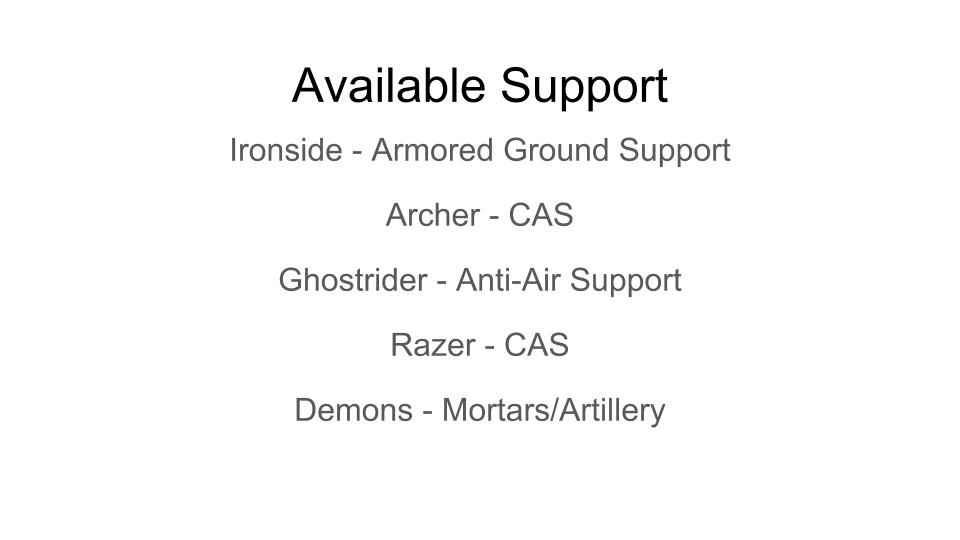 Available Support
Ironside - Armored Ground Support
Archer - CAS
Ghostrider - Anti-Air Support
Razer - CAS
Demons - Mortars/Artillery